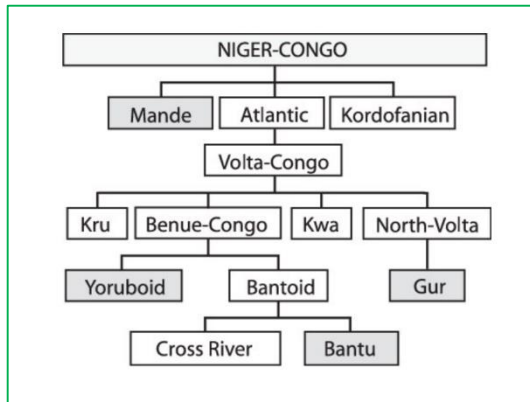 NIGER-CONGO
Mande Atlantic Kordofanian
Volta-Congo
Kru Benue-Congo Kwa North-Volta
Yoruboid Bantoid Gur
Cross River Bantu